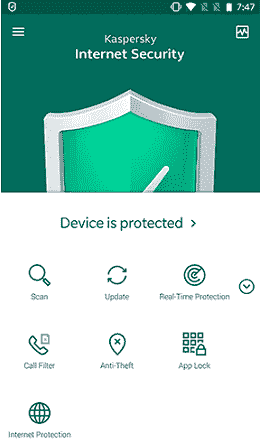 7:47
Kaspersky
Internet Security
Device is protected >
Scan
Update
Real-Time Protection
Call Filter
Anti-Theft
App Lock
Internet Protection